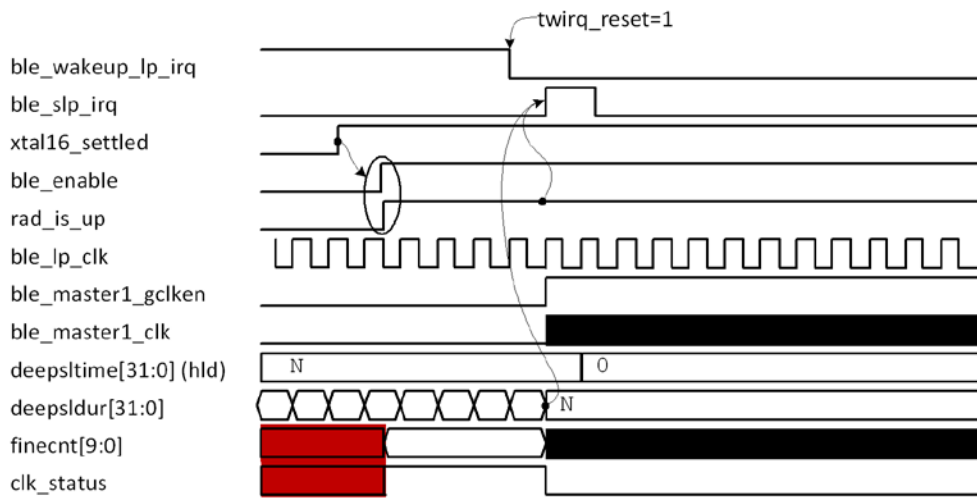 twirq_reset=1
ble_wakeup_lp_irq
ble_slp_irq
xtal16_settled
ble_enable
rad_is_up
ble_lp_clk
ble_master1_gclken
ble_master1_clk
deepsltime[31:0] (hld) N 0
deepsldur[31:0] N
finecnt[9:0]
clk_status